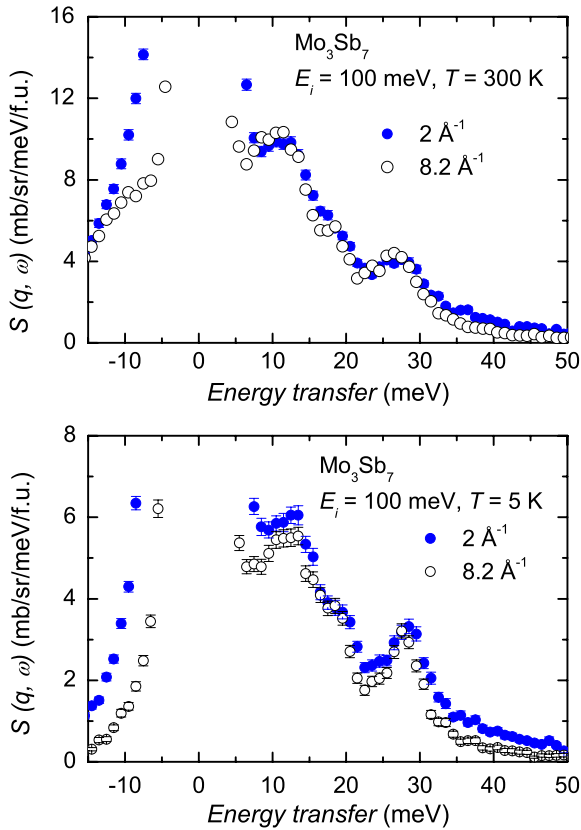 16
12
8
4
0
S (q, ω) (mb/sr/meV/f.u.)
Mo₃Sb₇
Eᵢ = 100 meV, T = 300 K
2 Å⁻¹
8.2 Å⁻¹
-10 0 10 20 30 40 50
Energy transfer (meV)
8
6
4
2
0
S (q, ω) (mb/sr/meV/f.u.)
Mo₃Sb₇
Eᵢ = 100 meV, T = 5 K
2 Å⁻¹
8.2 Å⁻¹
-10 0 10 20 30 40 50
Energy transfer (meV)